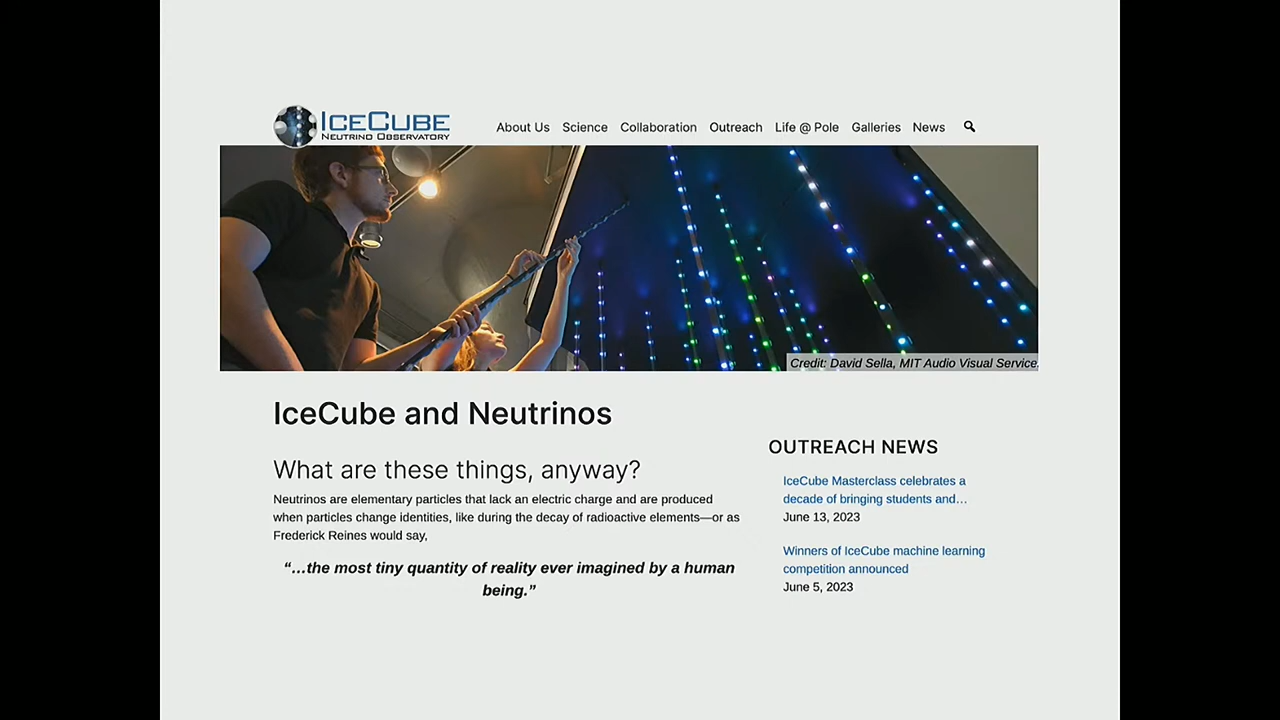 ICECUBE
NEUTRINO OBSERVATORY
About Us Science Collaboration Outreach Life @ Pole Galleries News
Credit: David Sella, MIT Audio Visual Service
IceCube and Neutrinos
What are these things, anyway?
Neutrinos are elementary particles that lack an electric charge and are produced
when particles change identities, like during the decay of radioactive elements—or as
Frederick Reines would say,
“…the most tiny quantity of reality ever imagined by a human
being.”
OUTREACH NEWS
IceCube Masterclass celebrates a
decade of bringing students and…
June 13, 2023
Winners of IceCube machine learning
competition announced
June 5, 2023